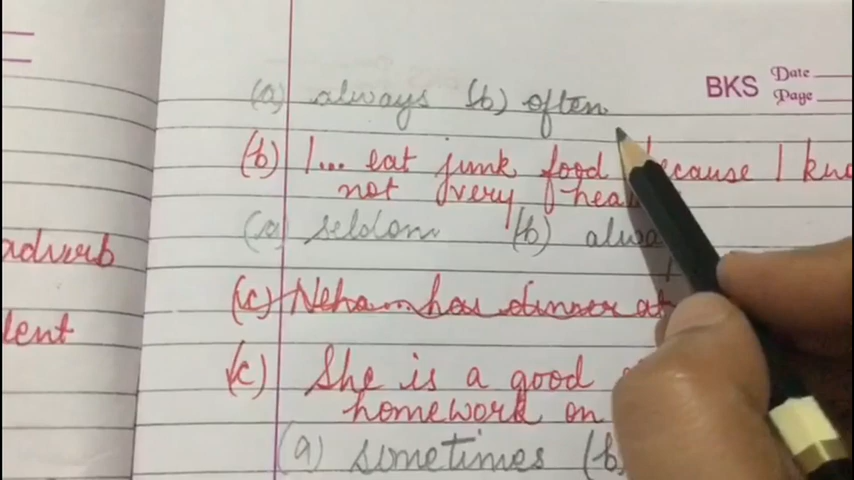 (a) always (b) often
BKS Date
Page
(b) I... eat junk food because I
not very
(a) seldom (b)
adverb
(c) Neha has dinner at
(c) She is a good
homework on
(a) sometimes (b